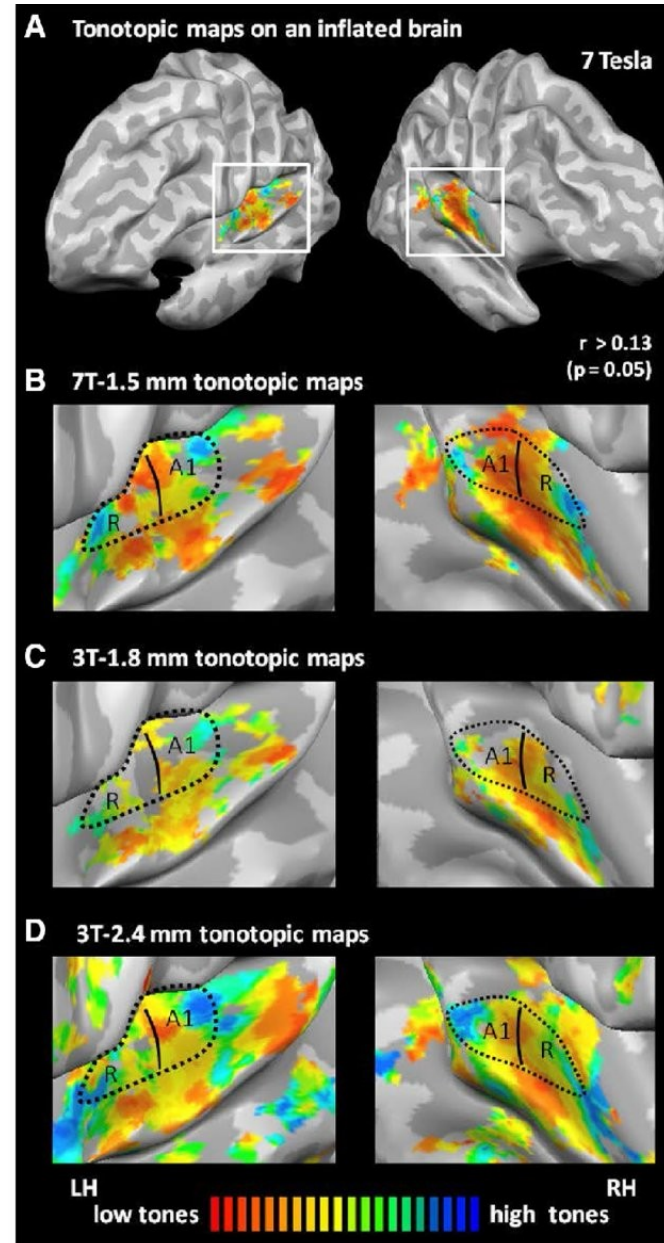 A Tonotopic maps on an inflated brain
7 Tesla
r > 0.13
(p = 0.05)
B 7T-1.5 mm tonotopic maps
A1
R
A1
R
C 3T-1.8 mm tonotopic maps
A1
R
A1
R
D 3T-2.4 mm tonotopic maps
A1
R
A1
R
LH RH
low tones high tones